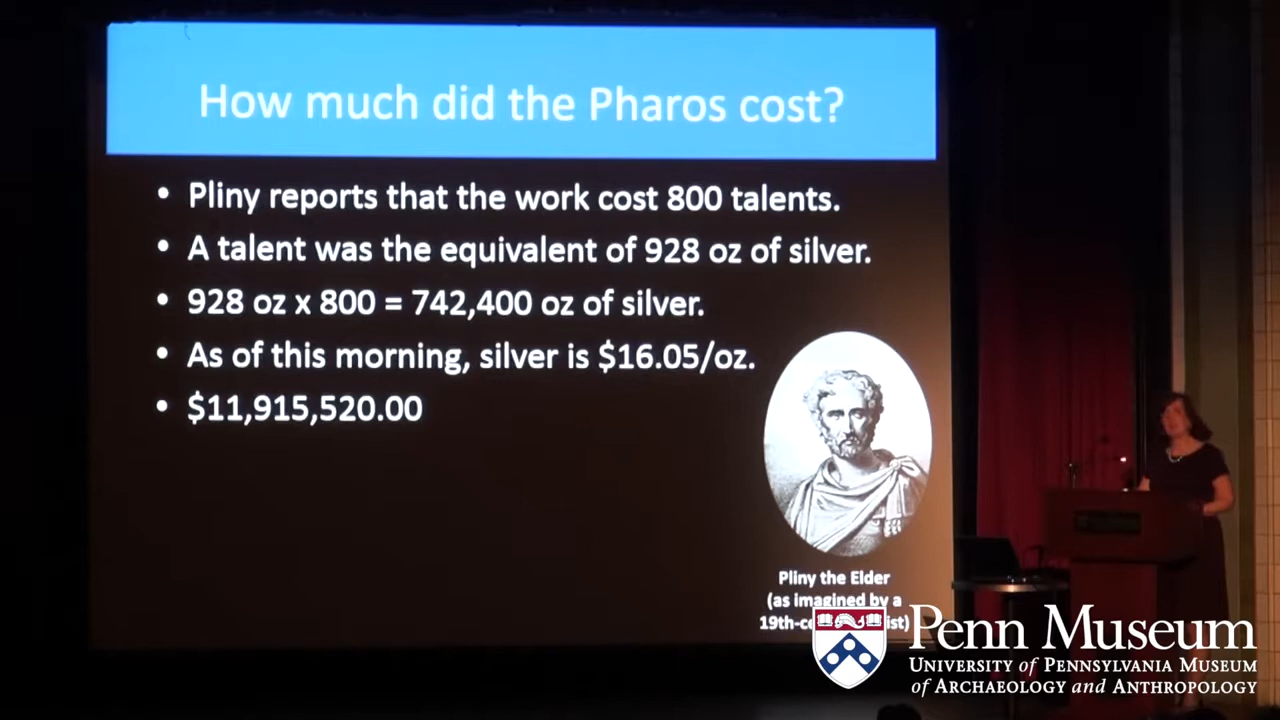 How much did the Pharos cost?
• Pliny reports that the work cost 800 talents.
• A talent was the equivalent of 928 oz of silver.
• 928 oz x 800 = 742,400 oz of silver.
• As of this morning, silver is $16.05/oz.
• $11,915,520.00
Pliny the Elder
(as imagined by a
Penn Museum
UNIVERSITY of PENNSYLVANIA MUSEUM
of ARCHAEOLOGY and ANTHROPOLOGY